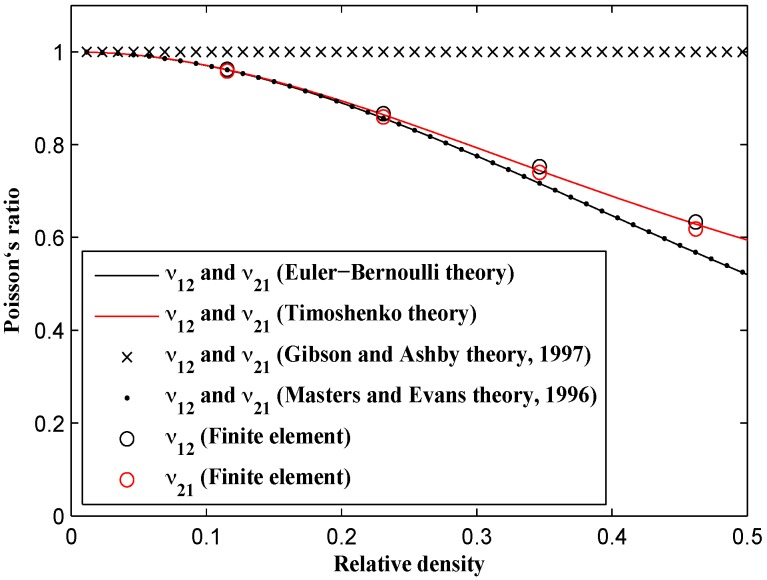 1
0.8
0.6
0.4
0.2
0
Poisson‘s ratio
ν12 and ν21 (Euler−Bernoulli theory)
ν12 and ν21 (Timoshenko theory)
ν12 and ν21 (Gibson and Ashby theory, 1997)
ν12 and ν21 (Masters and Evans theory, 1996)
ν12 (Finite element)
ν21 (Finite element)
0 0.1 0.2 0.3 0.4 0.5
Relative density